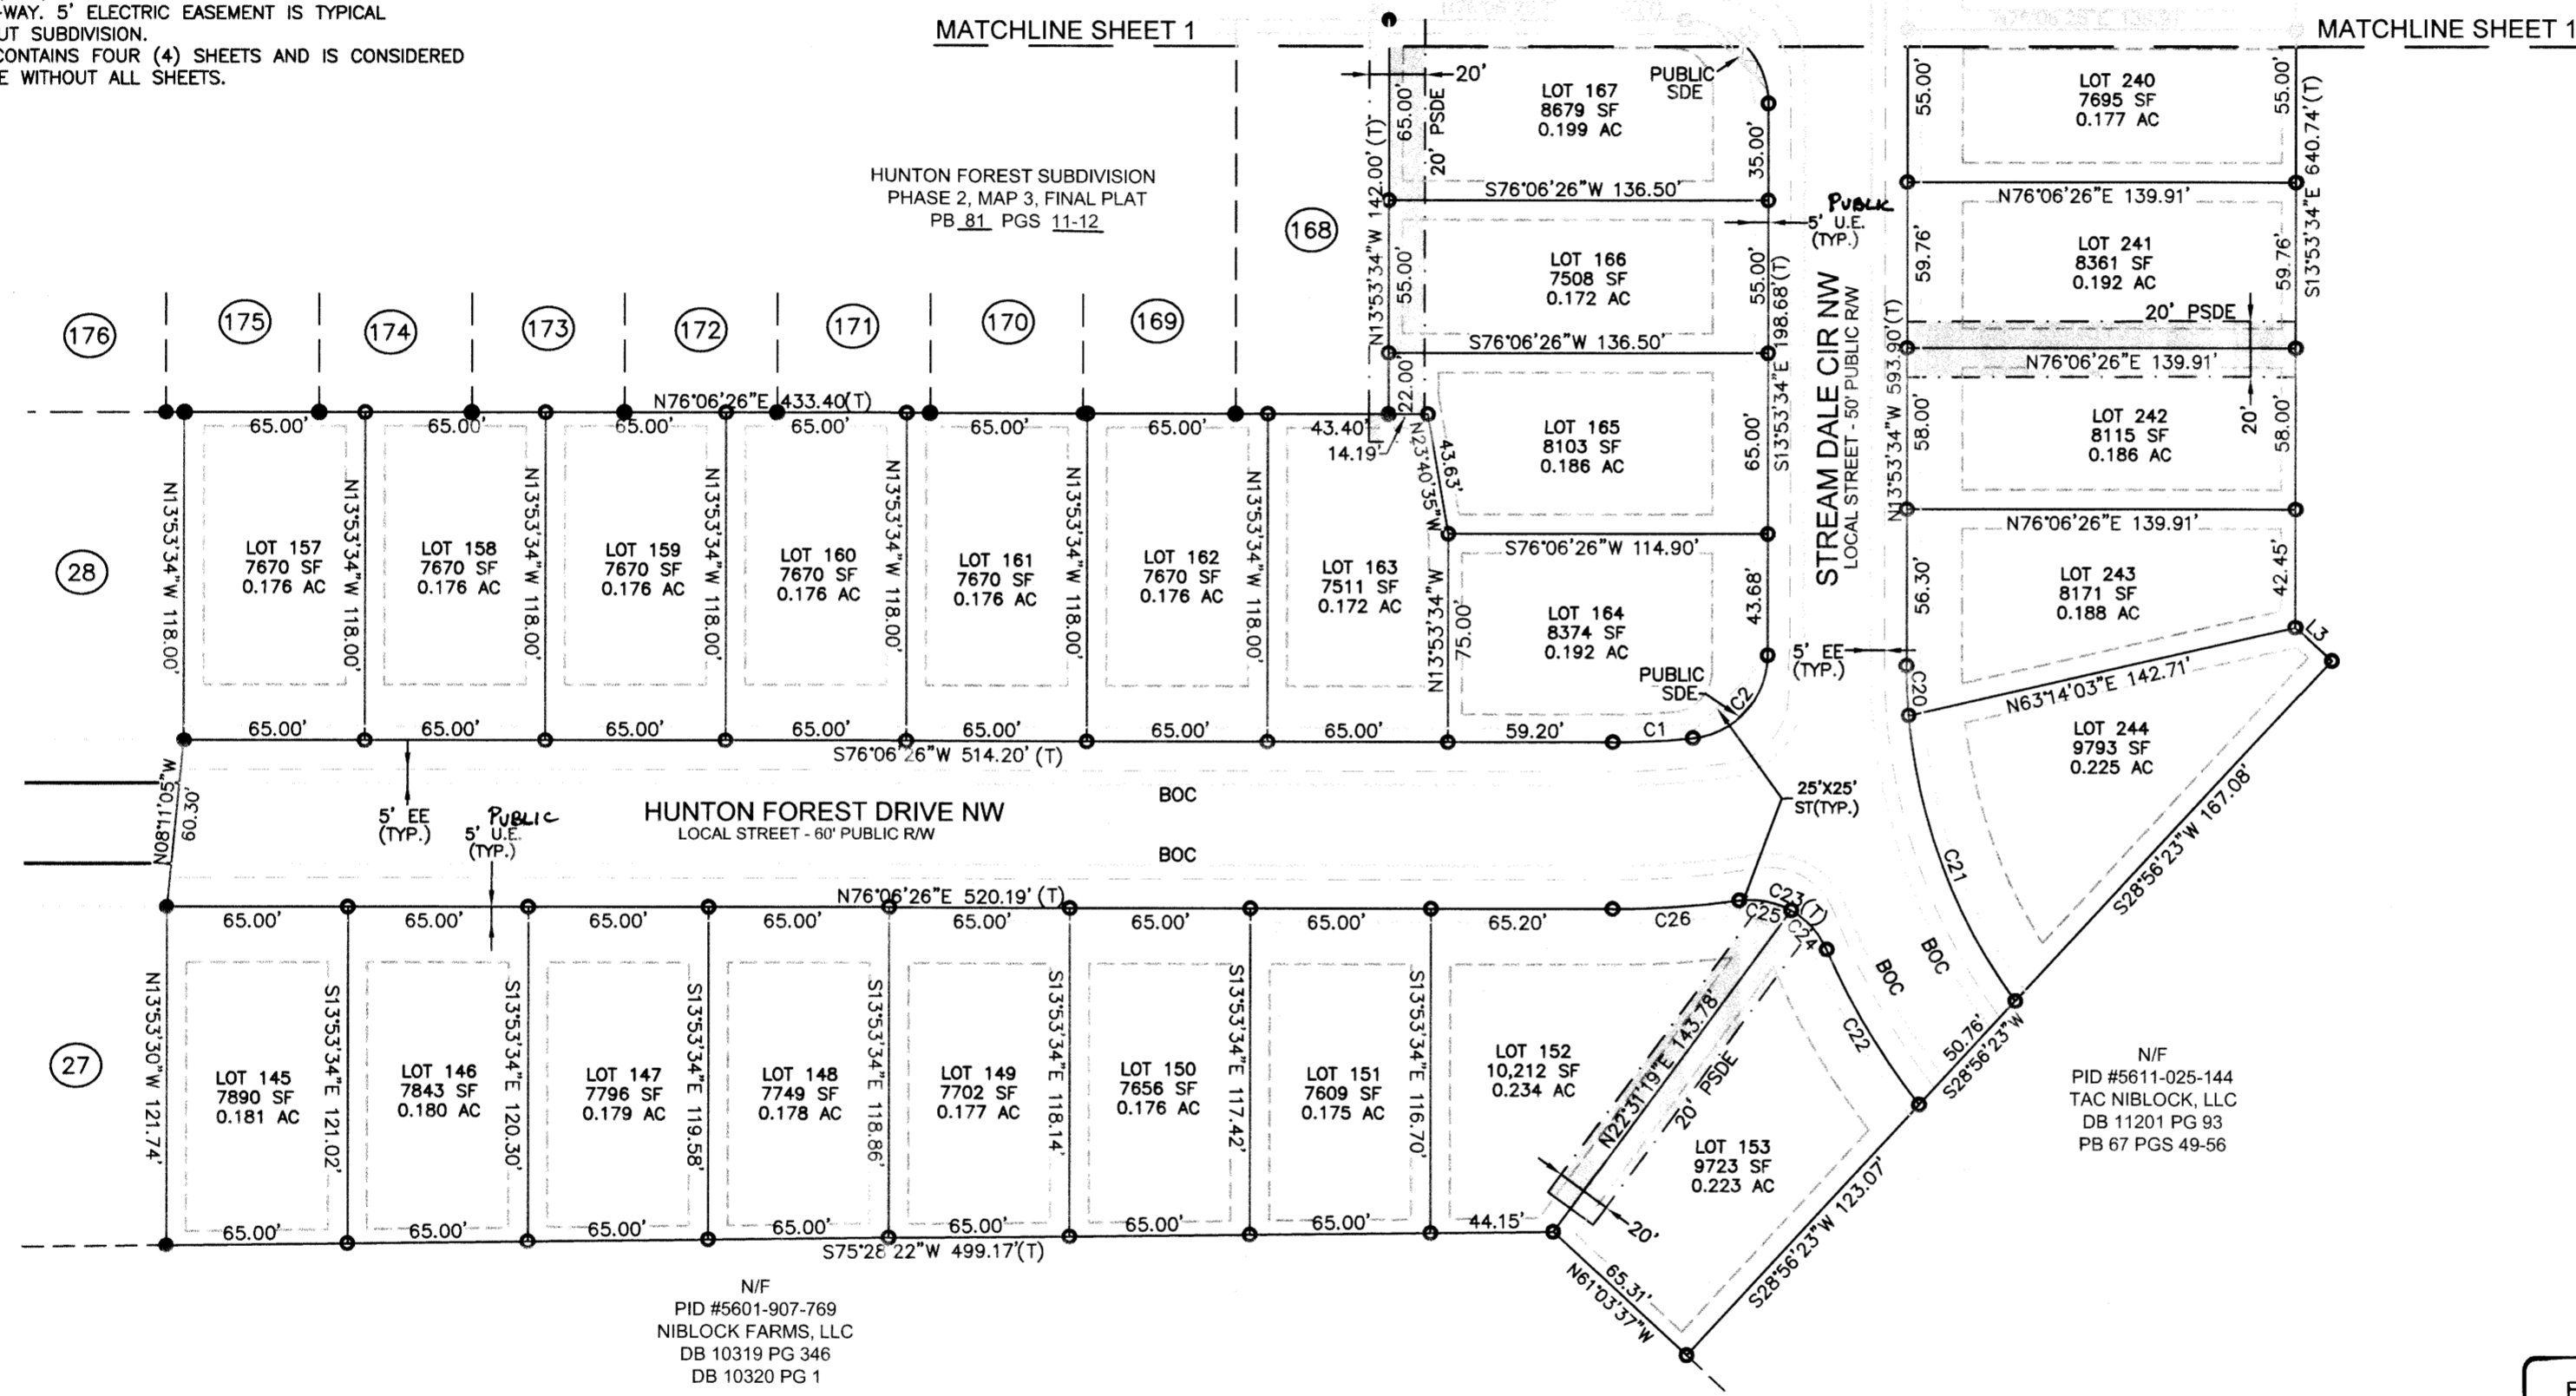 -WAY. 5' ELECTRIC EASEMENT IS TYPICAL
UT SUBDIVISION.
CONTAINS FOUR (4) SHEETS AND IS CONSIDERED
E WITHOUT ALL SHEETS.
MATCHLINE SHEET 1
MATCHLINE SHEET 1
HUNTON FOREST SUBDIVISION
PHASE 2, MAP 3, FINAL PLAT
PB 81 PGS 11-12
20'
65.00'
20' PSDE
N13°53'34"W 142.00' (T)
LOT 167
8679 SF
0.199 AC
PUBLIC
SDE
35.00'
S76°06'26"W 136.50'
168
55.00'
LOT 166
7508 SF
0.172 AC
55.00'
S76°06'26"W 136.50'
PUBLIC
5' U.E.
(TYP.)
S13°53'34"E 198.68'(T)
STREAM DALE CIR NW
LOCAL STREET - 50' PUBLIC R/W
N13°53'34"W 593.90'(T)
55.00'
LOT 240
7695 SF
0.177 AC
55.00'
S13°53'34"E 640.74'(T)
N76°06'26"E 139.91'
59.76'
LOT 241
8361 SF
0.192 AC
59.76'
20' PSDE
N76°06'26"E 139.91'
20'
58.00'
LOT 242
8115 SF
0.186 AC
58.00'
N76°06'26"E 139.91'
56.30'
LOT 243
8171 SF
0.188 AC
42.45'
L3
C20
N63°14'03"E 142.71'
LOT 244
9793 SF
0.225 AC
S28°56'23"W 167.08'
C21
176
175
174
173
172
171
170
169
N76°06'26"E 433.40(T)
65.00'
65.00'
65.00'
65.00'
65.00'
65.00'
43.40'
14.19'
22.00'
N23°40'35"W
43.63'
LOT 165
8103 SF
0.186 AC
65.00'
S76°06'26"W 114.90'
28
N13°53'34"W 118.00'
LOT 157
7670 SF
0.176 AC
N13°53'34"W 118.00'
LOT 158
7670 SF
0.176 AC
N13°53'34"W 118.00'
LOT 159
7670 SF
0.176 AC
N13°53'34"W 118.00'
LOT 160
7670 SF
0.176 AC
N13°53'34"W 118.00'
LOT 161
7670 SF
0.176 AC
N13°53'34"W 118.00'
LOT 162
7670 SF
0.176 AC
N13°53'34"W 118.00'
LOT 163
7511 SF
0.172 AC
N13°53'34"W
75.00'
LOT 164
8374 SF
0.192 AC
43.68'
PUBLIC
SDE
C2
5' EE
(TYP.)
65.00'
65.00'
65.00'
65.00'
65.00'
65.00'
65.00'
59.20'
C1
S76°06'26"W 514.20' (T)
N08°11'05"W
60.30'
5' EE
(TYP.)
PUBLIC
5' U.E.
(TYP.)
HUNTON FOREST DRIVE NW
LOCAL STREET - 60' PUBLIC R/W
BOC
BOC
25'X25'
ST(TYP.)
N76°06'26"E 520.19' (T)
65.00'
65.00'
65.00'
65.00'
65.00'
65.00'
65.00'
65.20'
C26
C23(T)
C25
C24
BOC
BOC
C22
27
N13°53'30"W 121.74'
LOT 145
7890 SF
0.181 AC
S13°53'34"E 121.02'
LOT 146
7843 SF
0.180 AC
S13°53'34"E 120.30'
LOT 147
7796 SF
0.179 AC
S13°53'34"E 119.58'
LOT 148
7749 SF
0.178 AC
S13°53'34"E 118.86'
LOT 149
7702 SF
0.177 AC
S13°53'34"E 118.14'
LOT 150
7656 SF
0.176 AC
S13°53'34"E 117.42'
LOT 151
7609 SF
0.175 AC
S13°53'34"E 116.70'
LOT 152
10,212 SF
0.234 AC
N22°31'19"E 143.78'
20' PSDE
LOT 153
9723 SF
0.223 AC
50.76'
S28°56'23"W
S28°56'23"W 123.07'
20'
65.31'
N61°03'37"W
65.00'
65.00'
65.00'
65.00'
65.00'
65.00'
65.00'
44.15'
S75°28'22"W 499.17'(T)
N/F
PID #5601-907-769
NIBLOCK FARMS, LLC
DB 10319 PG 346
DB 10320 PG 1
N/F
PID #5611-025-144
TAC NIBLOCK, LLC
DB 11201 PG 93
PB 67 PGS 49-56